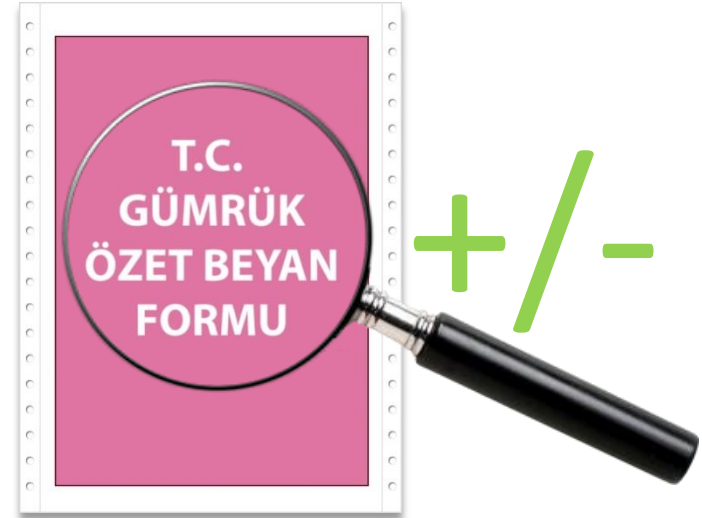 T.C.
GÜMRÜK
ÖZET BEYAN
FORMU
+/-